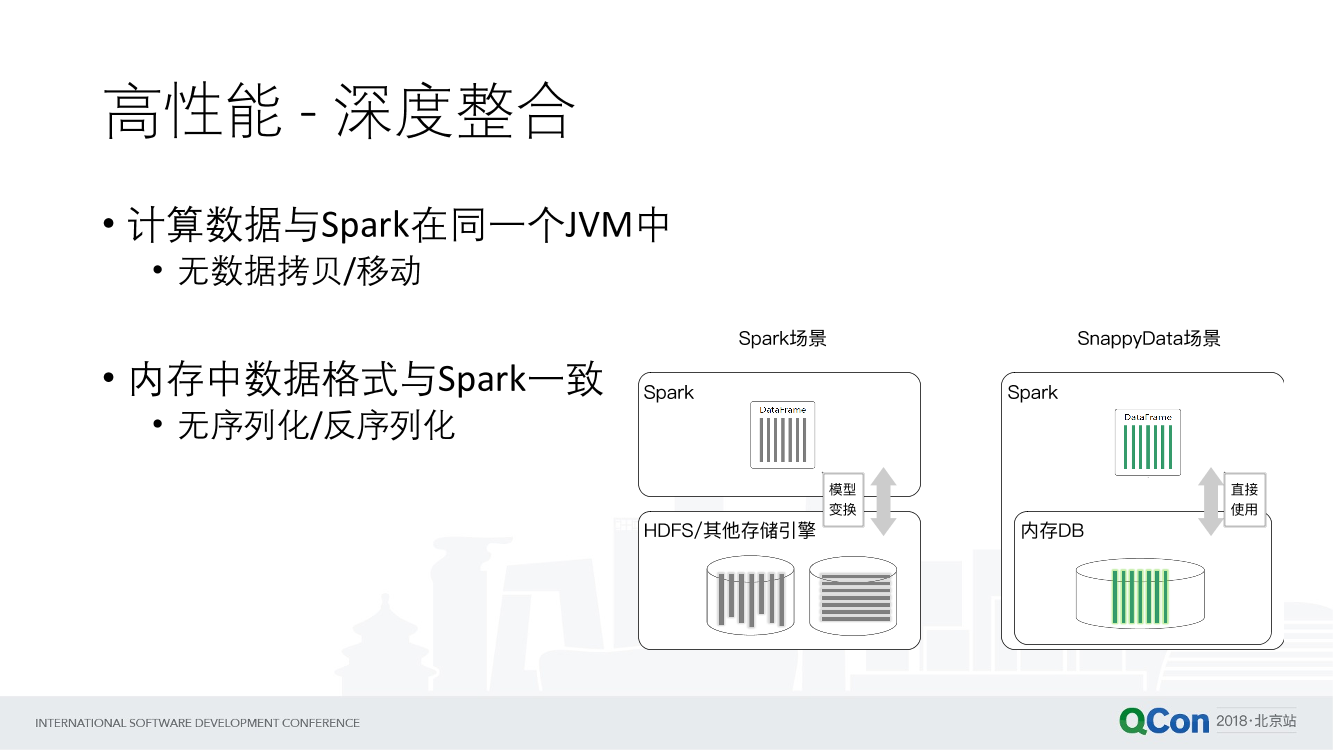 高性能 - 深度整合
• 计算数据与Spark在同一个JVM中
• 无数据拷贝/移动
• 内存中数据格式与Spark一致
• 无序列化/反序列化
Spark场景
Spark
DataFrame
模型
变换
HDFS/其他存储引擎
SnappyData场景
Spark
DataFrame
直接
使用
内存DB
INTERNATIONAL SOFTWARE DEVELOPMENT CONFERENCE
QCon 2018·北京站